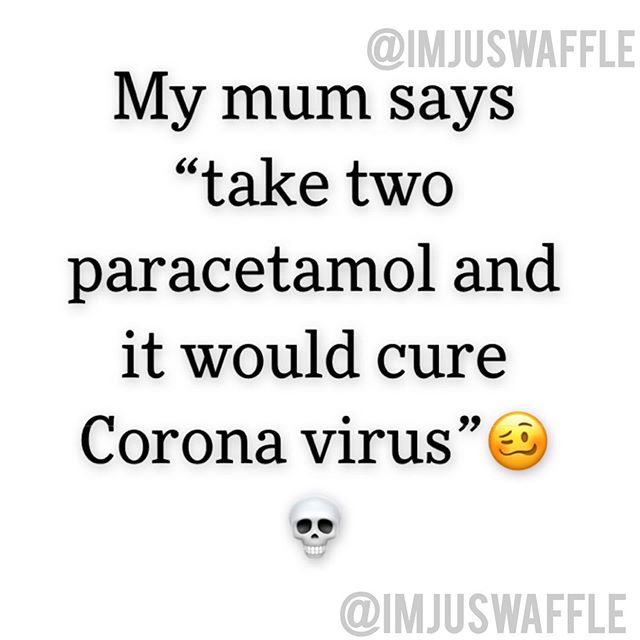 @IMJUSWAFFLE
My mum says
“take two
paracetamol and
it would cure
Corona virus”🥴
💀
@IMJUSWAFFLE